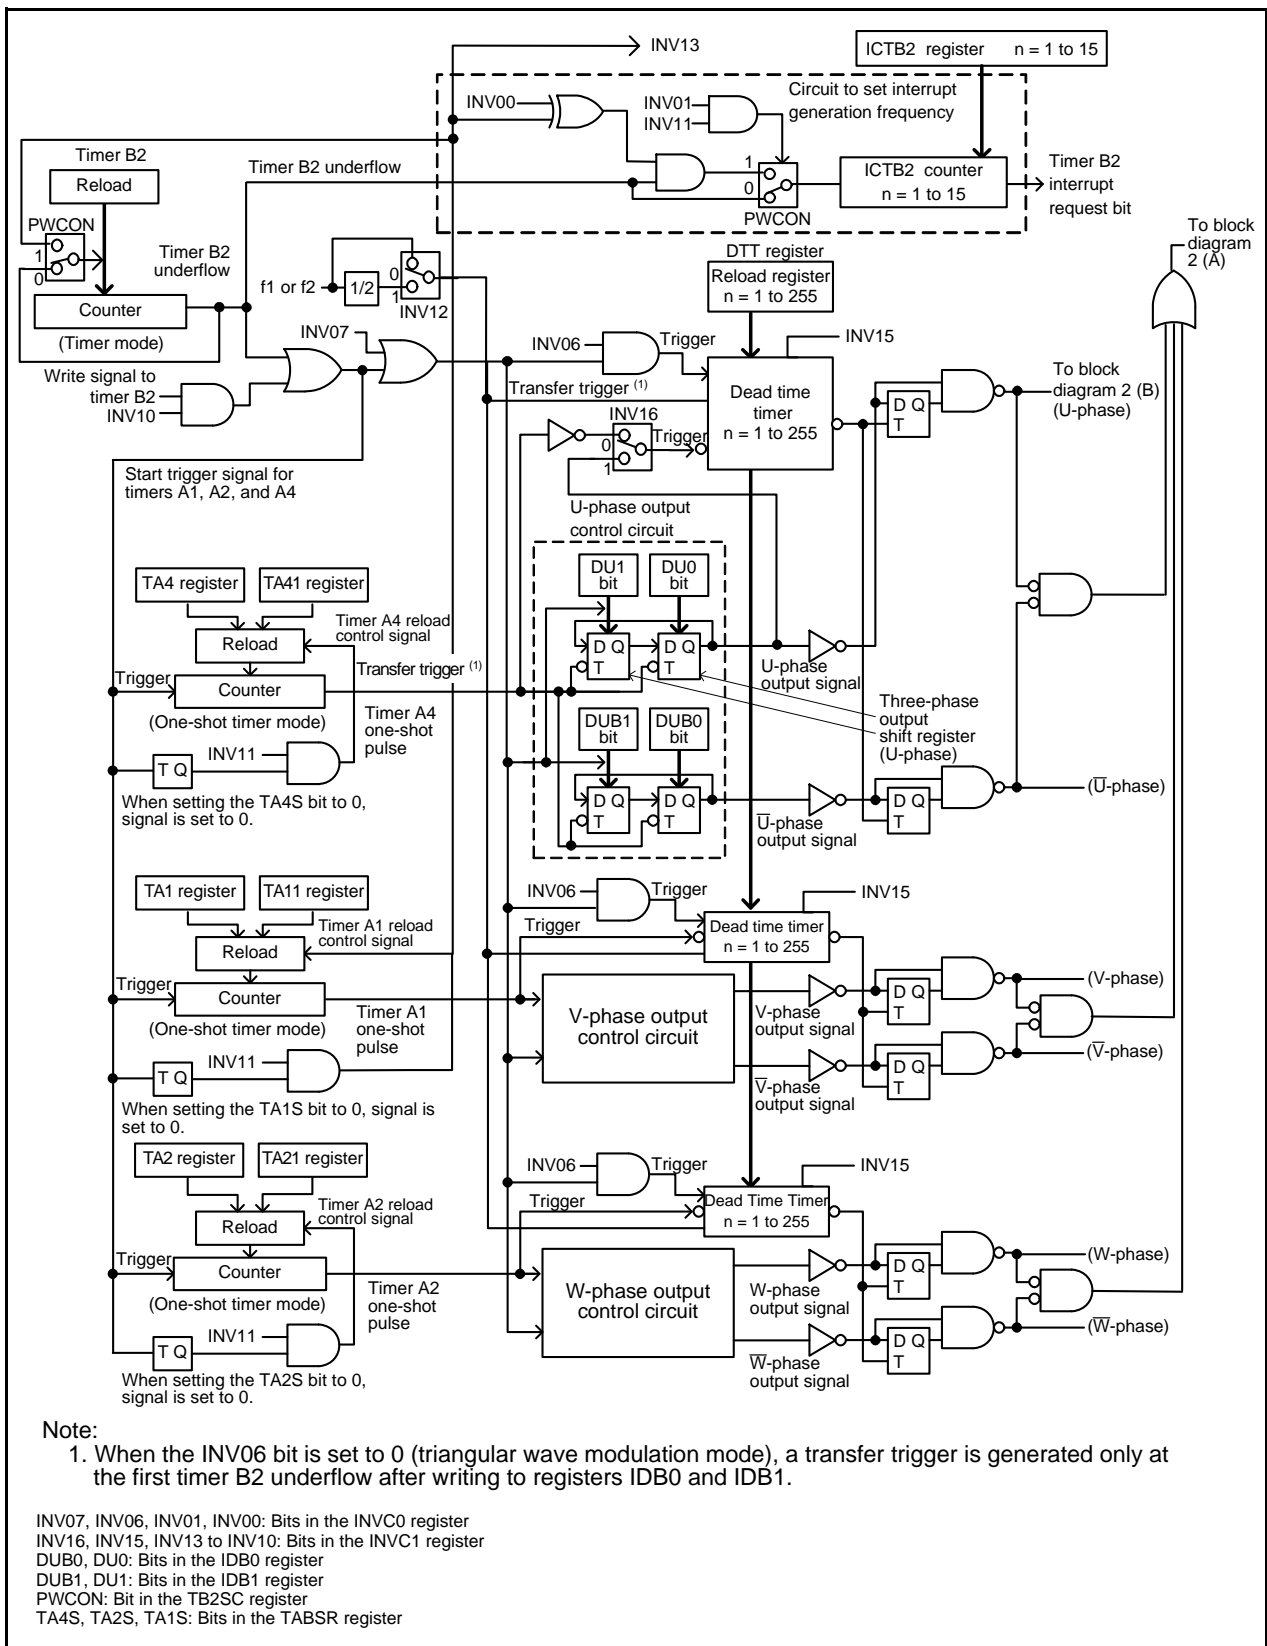 INV13
ICTB2 register n = 1 to 15
Circuit to set interrupt
generation frequency
INV00
INV01
INV11
Timer B2
Reload
Timer B2 underflow
1
0
PWCON
ICTB2 counter
n = 1 to 15
Timer B2
interrupt
request bit
To block
diagram
2 (A)
PWCON
1
0
Timer B2
underflow
Counter
(Timer mode)
f1 or f2
1/2
0
1
INV12
DTT register
Reload register
n = 1 to 255
INV07
INV06
Trigger
INV15
Write signal to
timer B2
INV10
Transfer trigger (1)
Dead time
timer
n = 1 to 255
INV16
0
1
Trigger
D Q
T
To block
diagram 2 (B)
(U-phase)
Start trigger signal for
timers A1, A2, and A4
U-phase output
control circuit
DU1
bit
DU0
bit
TA4 register
TA41 register
Timer A4 reload
control signal
Reload
Transfer trigger (1)
Trigger
Counter
(One-shot timer mode)
Timer A4
one-shot
pulse
INV11
T Q
When setting the TA4S bit to 0,
signal is set to 0.
D Q
T
D Q
T
U-phase
output signal
Three-phase
output
shift register
(U-phase)
DUB1
bit
DUB0
bit
D Q
T
D Q
T
U̅-phase
output signal
D Q
T
(U̅-phase)
TA1 register
TA11 register
Timer A1 reload
control signal
Reload
Trigger
Counter
(One-shot timer mode)
Timer A1
one-shot
pulse
INV11
T Q
When setting the TA1S bit to 0, signal is
set to 0.
INV06
Trigger
INV15
Trigger
Dead time timer
n = 1 to 255
V-phase output
control circuit
V-phase
output signal
D Q
T
(V-phase)
V̅-phase
output signal
D Q
T
(V̅-phase)
TA2 register
TA21 register
Timer A2 reload
control signal
Reload
Trigger
Counter
(One-shot timer mode)
Timer A2
one-shot
pulse
INV11
T Q
When setting the TA2S bit to 0,
signal is set to 0.
INV06
Trigger
INV15
Trigger
Dead Time Timer
n = 1 to 255
W-phase output
control circuit
W-phase
output signal
D Q
T
(W-phase)
W̅-phase
output signal
D Q
T
(W̅-phase)
Note:
1. When the INV06 bit is set to 0 (triangular wave modulation mode), a transfer trigger is generated only at
the first timer B2 underflow after writing to registers IDB0 and IDB1.
INV07, INV06, INV01, INV00: Bits in the INVC0 register
INV16, INV15, INV13 to INV10: Bits in the INVC1 register
DUB0, DU0: Bits in the IDB0 register
DUB1, DU1: Bits in the IDB1 register
PWCON: Bit in the TB2SC register
TA4S, TA2S, TA1S: Bits in the TABSR register